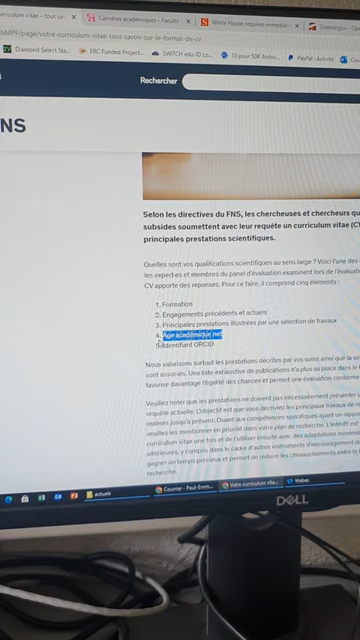 urriculum vitae – tout sav
Carrières académiques - Faculté
White House requires immediate
Science
bMPF/page/votre-curriculum-vitae-tout-savoir-sur-le-format-de-cv
Diamond Select Sta...
ERC Funded Project...
SWITCH edu-ID Lo...
10 pour 50K Archiv...
PayPal : Activité
Rechercher
NS
Selon les directives du FNS, les chercheuses et chercheurs qu
subsides soumettent avec leur requête un curriculum vitae (CV
principales prestations scientifiques.
Quelles sont vos qualifications scientifiques au sens large ? Voici l'une des
les expert·es et membres du panel d'évaluation examinent lors de l'évaluati
CV apporte des réponses. Pour ce faire, il comprend cinq éléments :
1. Formation
2. Engagements précédents et actuels
3. Principales prestations illustrées par une sélection de travaux
4. Âge académique net
5. Identifiant ORCID
Nous valorisons surtout les prestations décrites par vos soins ainsi que la sé
sont associés. Une liste exhaustive de publications n'a plus sa place dans le
favorise davantage l'égalité des chances et permet une évaluation conforme
Veuillez noter que les prestations ne doivent pas nécessairement présenter u
requête actuelle. L'objectif est que vous décriviez les principaux travaux de re
réalisés jusqu'à présent. Quant aux compétences spécifiques ayant un rappor
veuillez les mentionner en priorité dans votre plan de recherche. L'intérêt est
curriculum vitae une fois et de l'utiliser ensuite avec des adaptations minimes
ultérieures, y compris dans le cadre d'autres instruments d'encouragement du
gagner un temps précieux et permet de réduire les chevauchements entre le
recherche.
actuels
Courrier - Paul-Emm...
Votre curriculum vita...
Webex
DELL